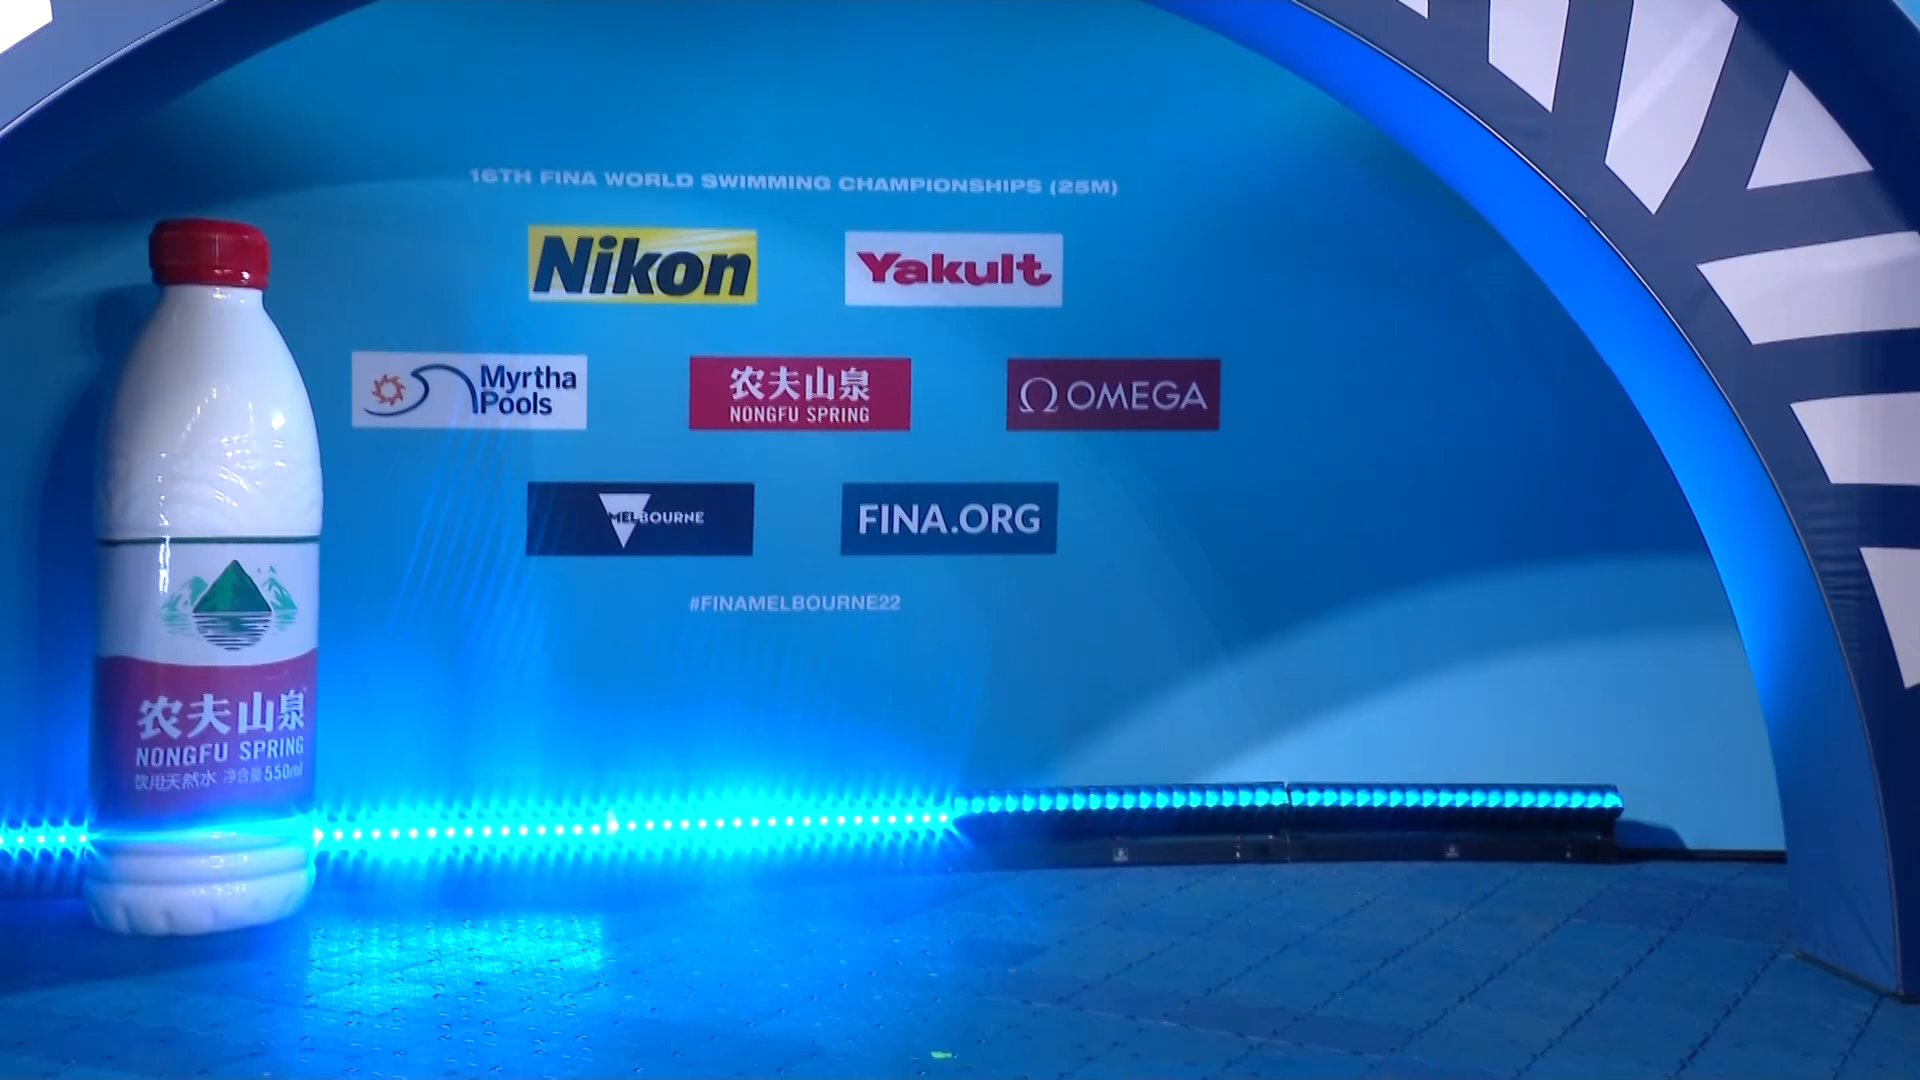 16TH FINA WORLD SWIMMING CHAMPIONSHIPS (25M)
Nikon
Yakult
Myrtha
Pools
农夫山泉
NONGFU SPRING
Ω OMEGA
MELBOURNE
FINA.ORG
#FINAMELBOURNE22
农夫山泉
NONGFU SPRING
饮用天然水 净含量550ml